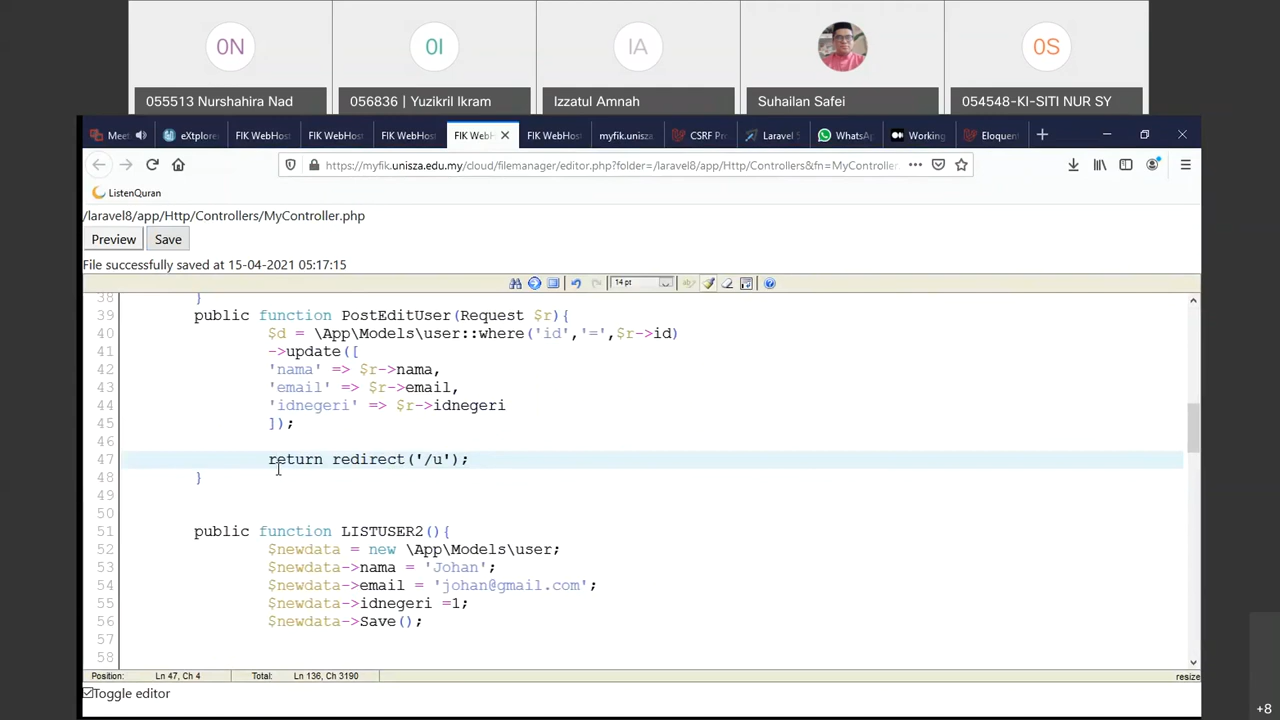 0N
0I
IA
0S
055513 Nurshahira Nad
056836 | Yuzikril Ikram
Izzatul Amnah
Suhailan Safei
054548-KI-SITI NUR SY
Meet
eXplore
FIK WebHost
FIK WebHost
FIK WebHost
FIK WebH
FIK WebHost
myfik.unisza.
CSRF Pr
Laravel 
WhatsA
Working
Eloquent
https://myfik.unisza.edu.my/cloud/filemanager/editor.php?folder=/laravel8/app/Http/Controllers&fn=MyController.
ListenQuran
/laravel8/app/Http/Controllers/MyController.php
Preview
Save
File successfully saved at 15-04-2021 05:17:15
14 pt
38 }
39 public function PostEditUser(Request $r){
40 $d = \App\Models\user::where('id','=',$r->id)
41 ->update([
42 'nama' => $r->nama,
43 'email' => $r->email,
44 'idnegeri' => $r->idnegeri
45 ]);
46
47 return redirect('/u');
48 }
49
50
51 public function LISTUSER2(){
52 $newdata = new \App\Models\user;
53 $newdata->nama = 'Johan';
54 $newdata->email = 'johan@gmail.com';
55 $newdata->idnegeri =1;
56 $newdata->Save();
57
58
Position: Ln 47, Ch 4 Total: Ln 136, Ch 3190
resize
Toggle editor
+8